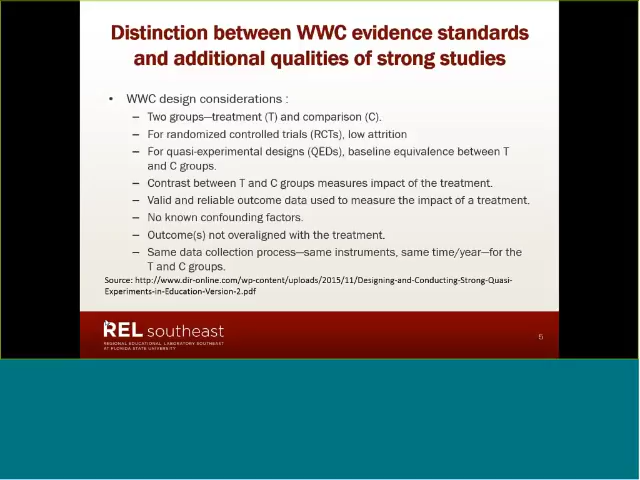 Distinction between WWC evidence standards
and additional qualities of strong studies
• WWC design considerations :
– Two groups—treatment (T) and comparison (C).
– For randomized controlled trials (RCTs), low attrition
– For quasi-experimental designs (QEDs), baseline equivalence between T
and C groups.
– Contrast between T and C groups measures impact of the treatment.
– Valid and reliable outcome data used to measure the impact of a treatment.
– No known confounding factors.
– Outcome(s) not overaligned with the treatment.
– Same data collection process—same instruments, same time/year—for the
T and C groups.
Source: http://www.dir-online.com/wp-content/uploads/2015/11/Designing-and-Conducting-Strong-Quasi-
Experiments-in-Education-Version-2.pdf
REL southeast
REGIONAL EDUCATIONAL LABORATORY SOUTHEAST
AT FLORIDA STATE UNIVERSITY
5